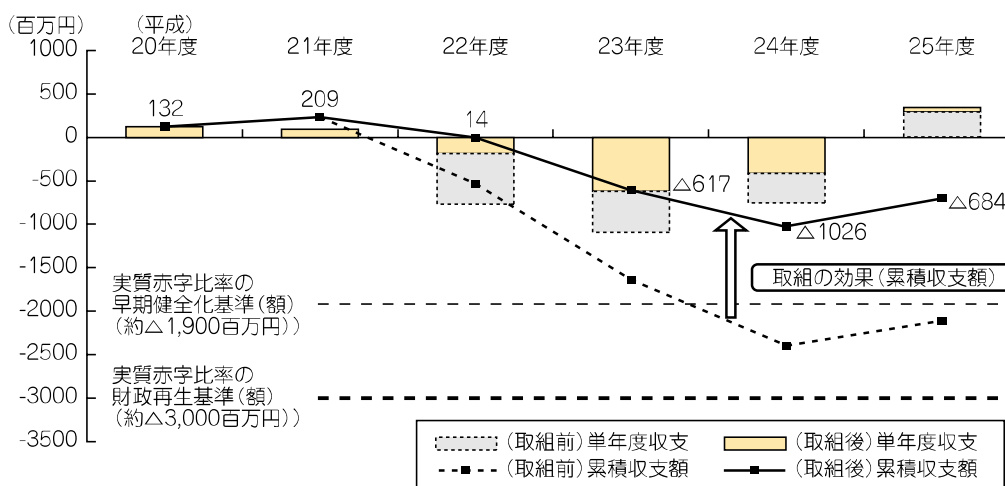 (百万円)
(平成)
20年度 21年度 22年度 23年度 24年度 25年度
1000
500
0
-500
-1000
-1500
-2000
-2500
-3000
-3500
132
209
14
△617
△1026
△684
取組の効果(累積収支額)
実質赤字比率の
早期健全化基準(額)
(約△1,900百万円))
実質赤字比率の
財政再生基準(額)
(約△3,000百万円))
(取組前)単年度収支
(取組後)単年度収支
(取組前)累積収支額
(取組後)累積収支額